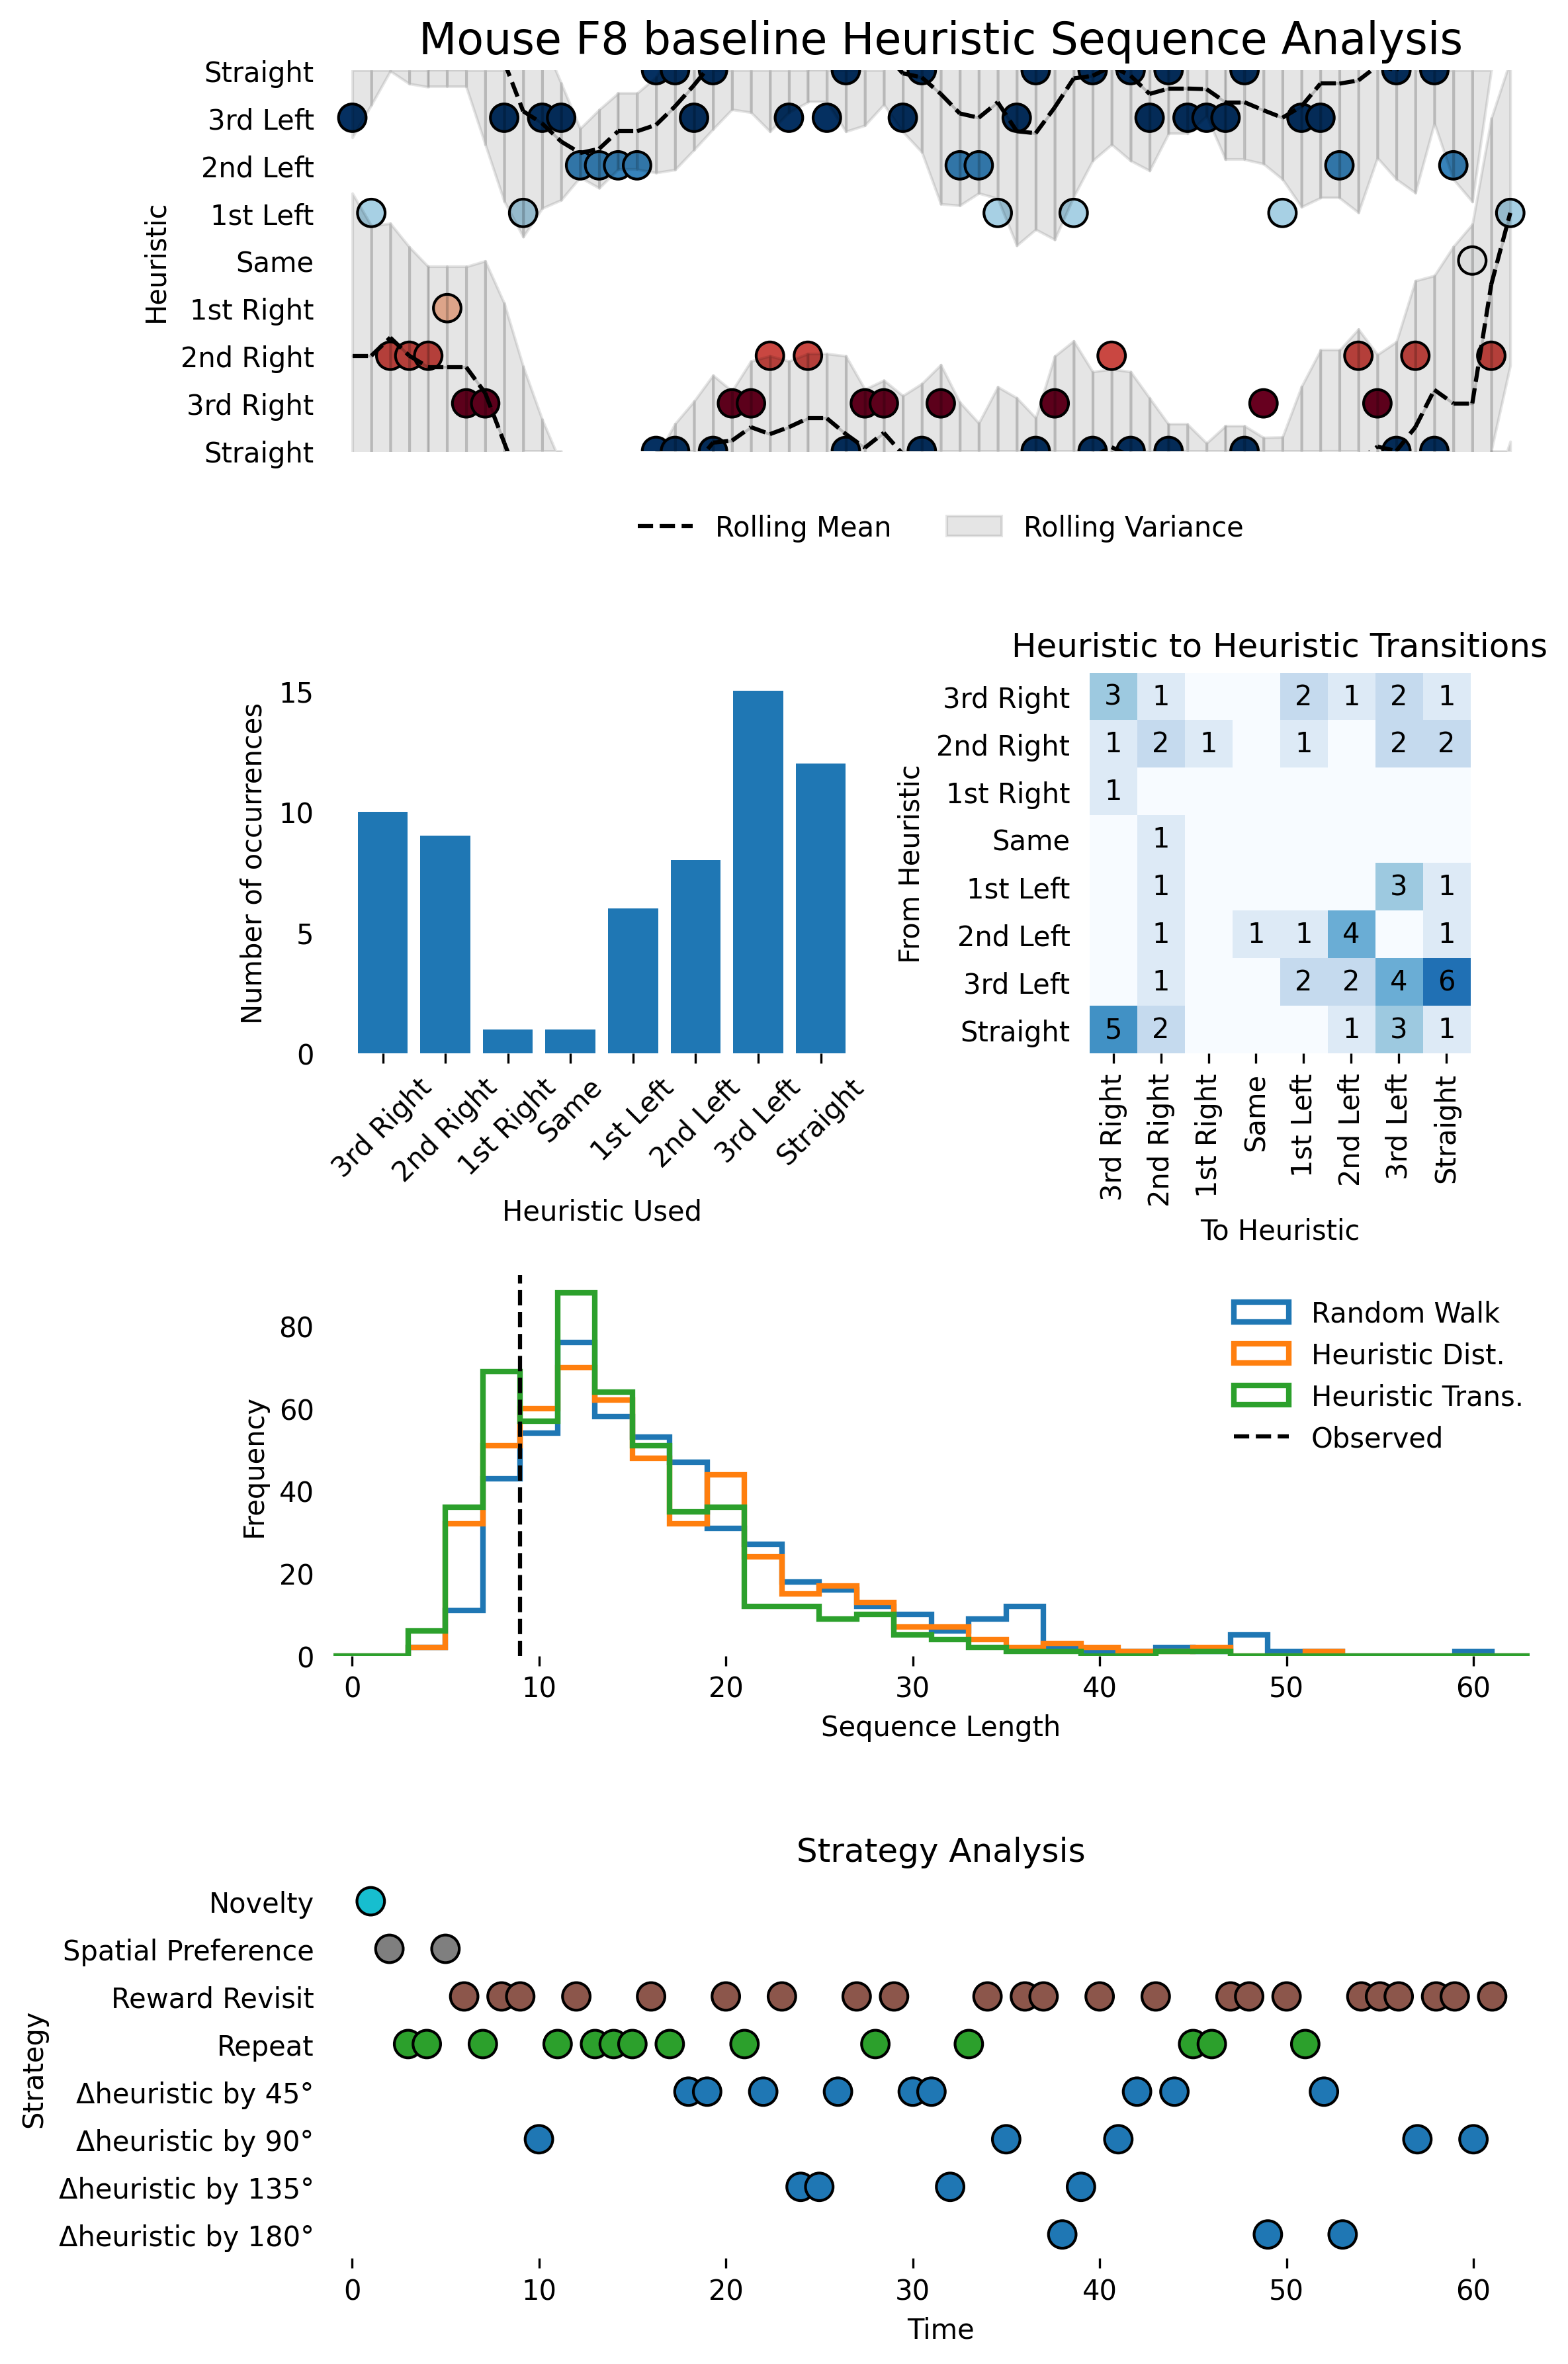 Mouse F8 baseline Heuristic Sequence Analysis
Heuristic
Straight
3rd Left
2nd Left
1st Left
Same
1st Right
2nd Right
3rd Right
Straight
Rolling Mean
Rolling Variance
Number of occurrences
15
10
5
0
3rd Right
2nd Right
1st Right
Same
1st Left
2nd Left
3rd Left
Straight
Heuristic Used
Heuristic to Heuristic Transitions
From Heuristic
3rd Right 3 1 2 1 2 1
2nd Right 1 2 1 1 2 2
1st Right 1
Same 1
1st Left 1 3 1
2nd Left 1 1 1 4 1
3rd Left 1 2 2 4 6
Straight 5 2 1 3 1
3rd Right
2nd Right
1st Right
Same
1st Left
2nd Left
3rd Left
Straight
To Heuristic
Frequency
80
60
40
20
0
0 10 20 30 40 50 60
Sequence Length
Random Walk
Heuristic Dist.
Heuristic Trans.
Observed
Strategy Analysis
Strategy
Novelty
Spatial Preference
Reward Revisit
Repeat
Δheuristic by 45°
Δheuristic by 90°
Δheuristic by 135°
Δheuristic by 180°
0 10 20 30 40 50 60
Time